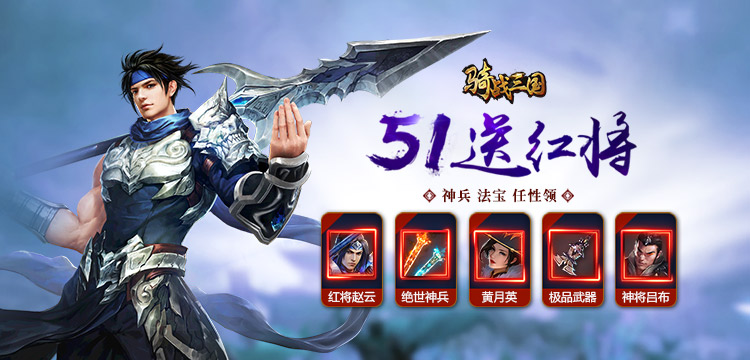 骑战三国
51送红将
神兵 法宝 任性领
红将赵云
绝世神兵
黄月英
极品武器
神将吕布